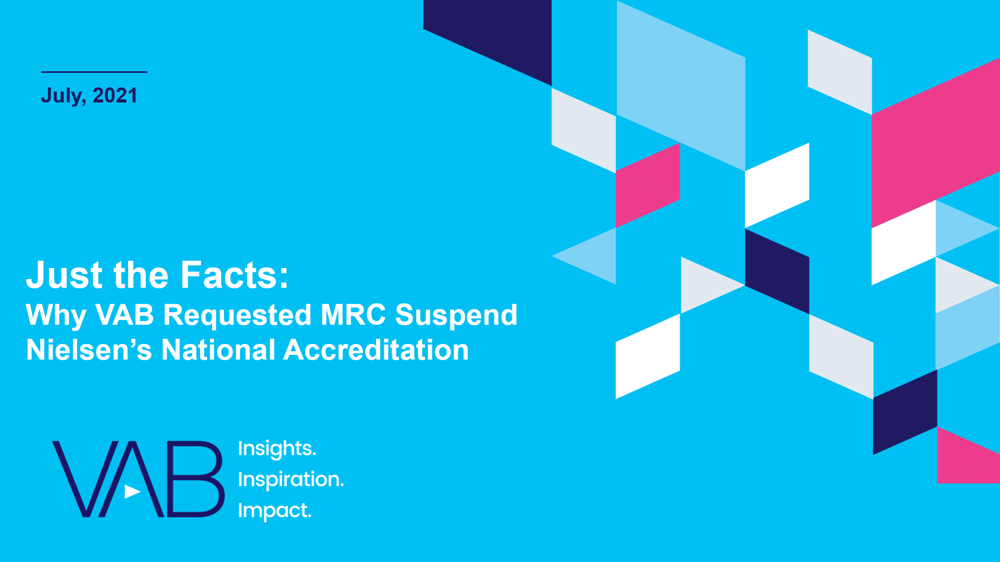 July, 2021
Just the Facts:
Why VAB Requested MRC Suspend
Nielsen’s National Accreditation
VAB
Insights.
Inspiration.
Impact.